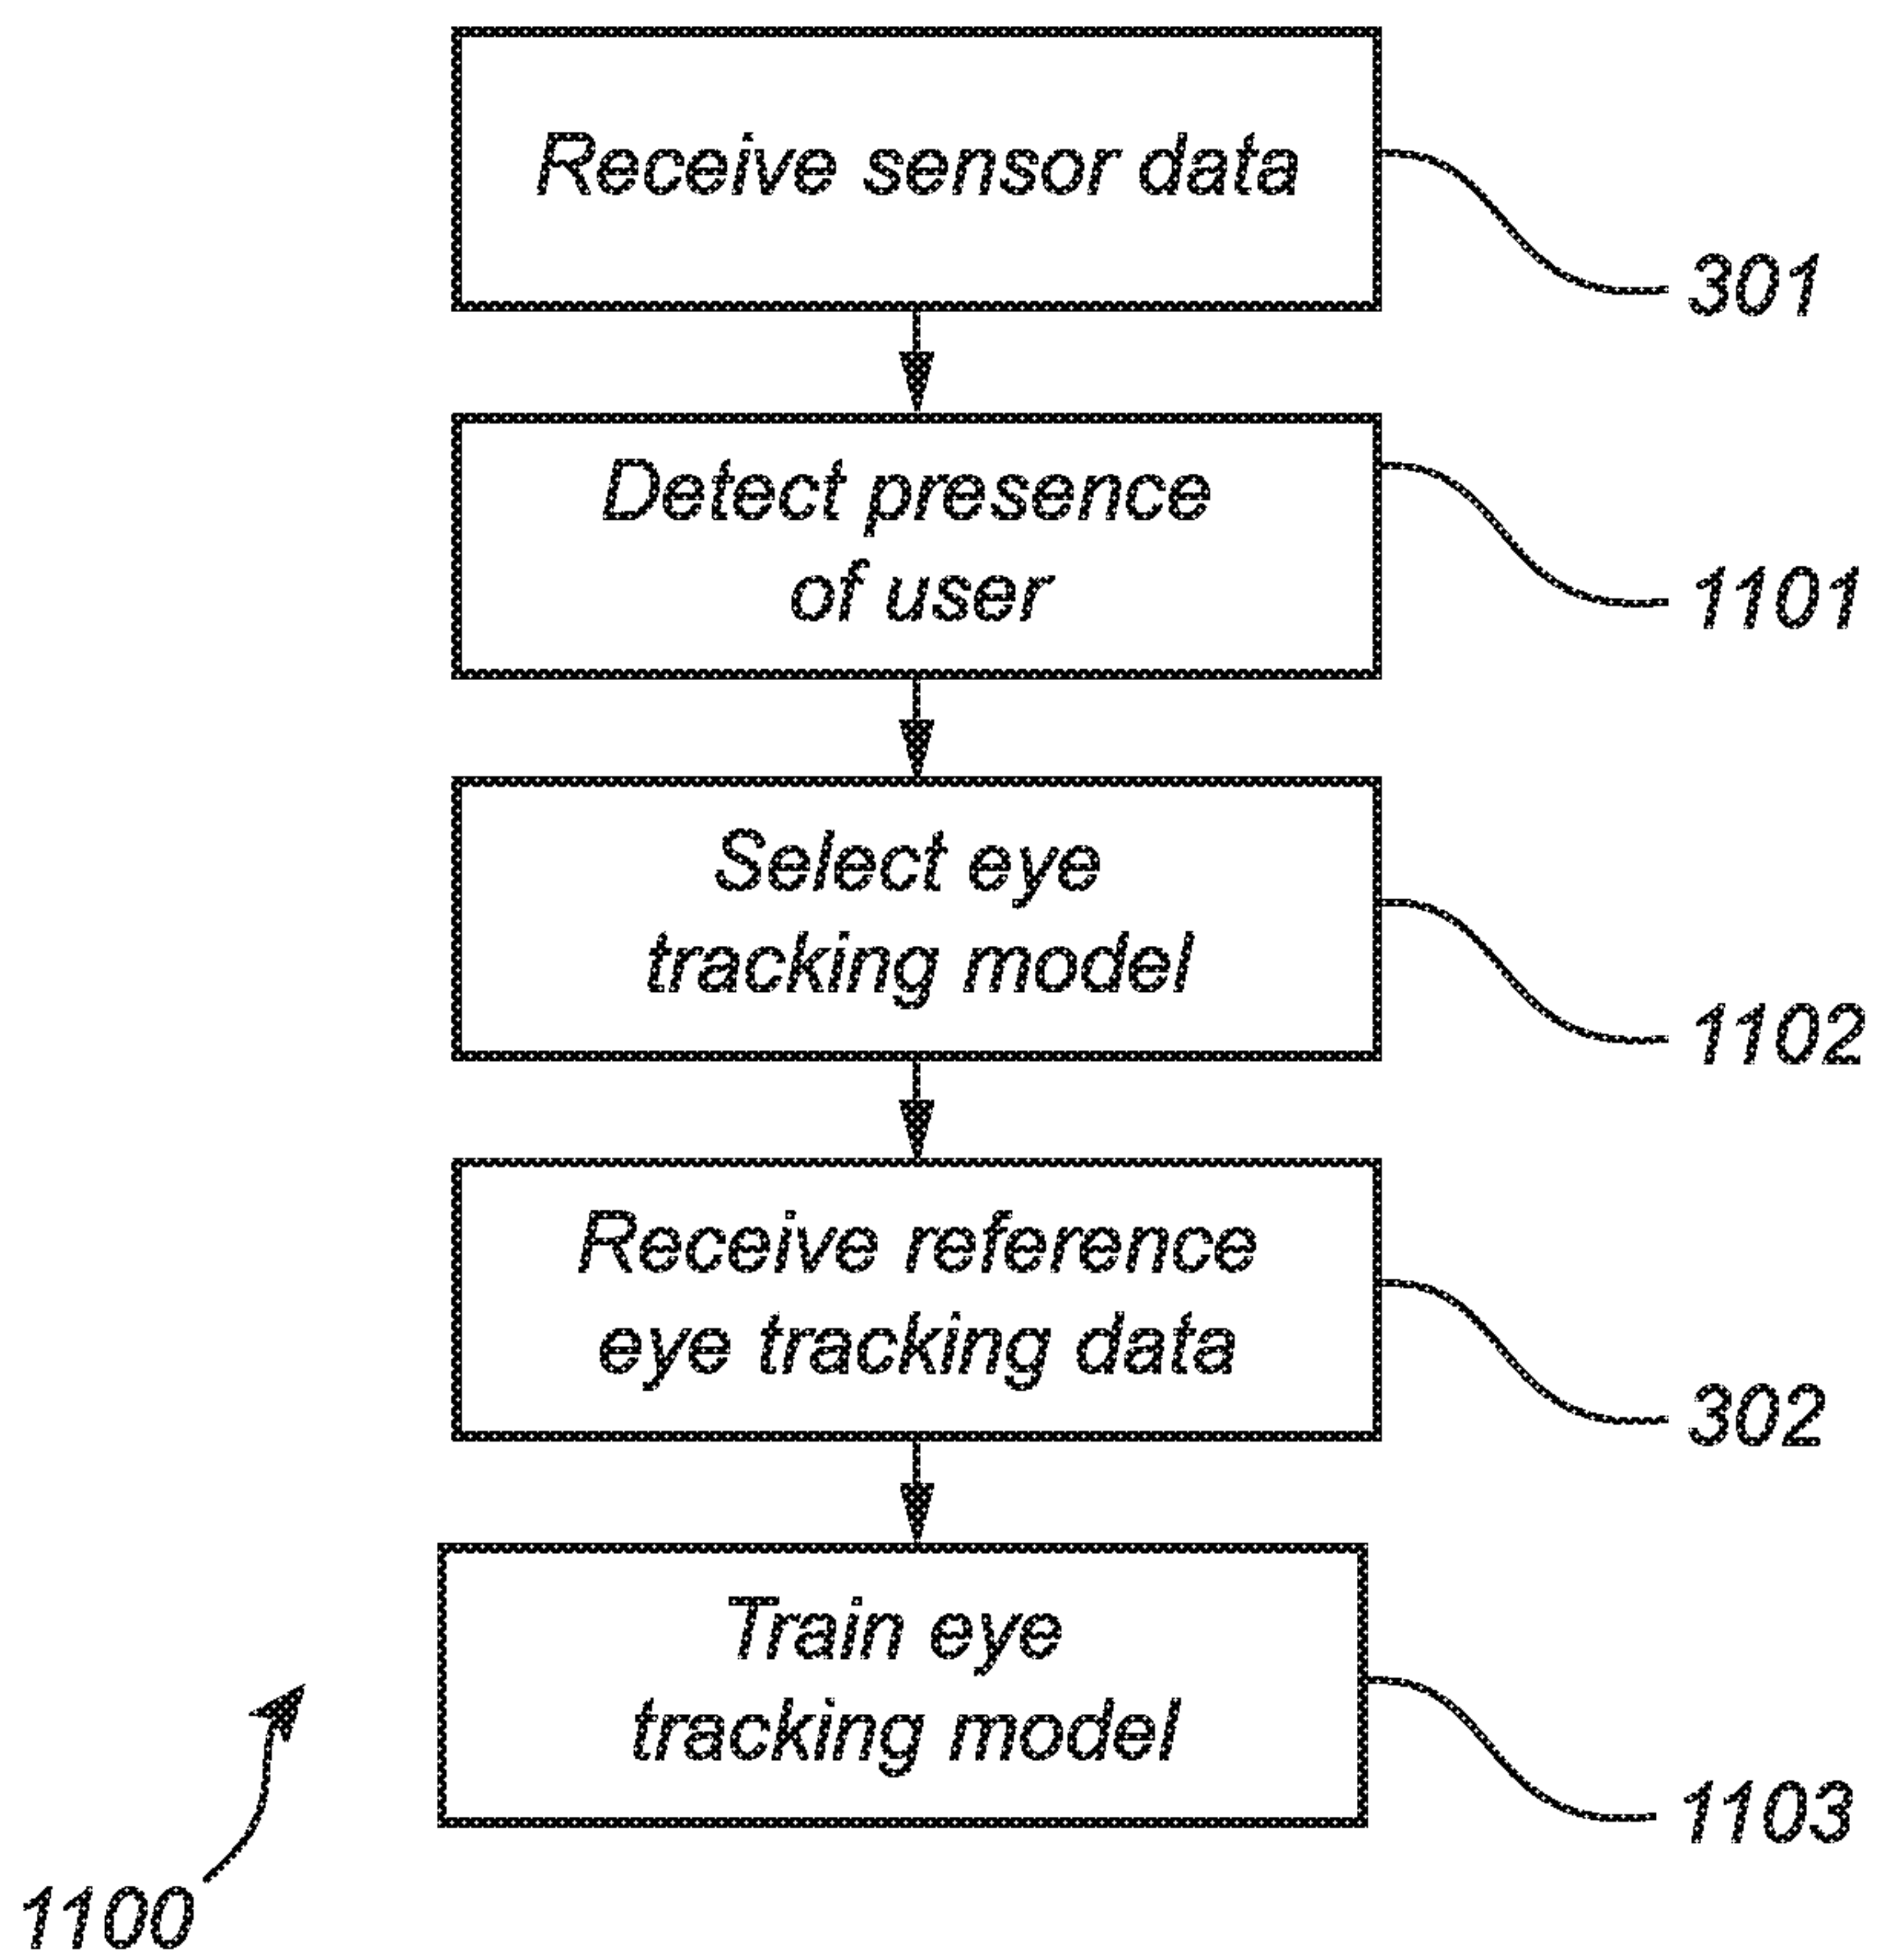 Receive sensor data
301
Detect presence
of user
1101
Select eye
tracking model
1102
Receive reference
eye tracking data
302
Train eye
tracking model
1103
1100